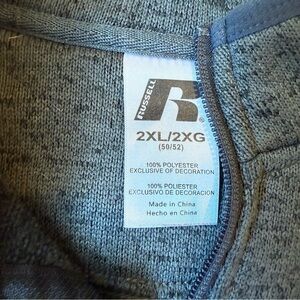 RUSSELL
R®
2XL/2XG
(50/52)
100% POLYESTER
EXCLUSIVE OF DECORATION
100% POLIESTER
EXCLUSIVO DE DECORACION
Made in China
Hecho en China